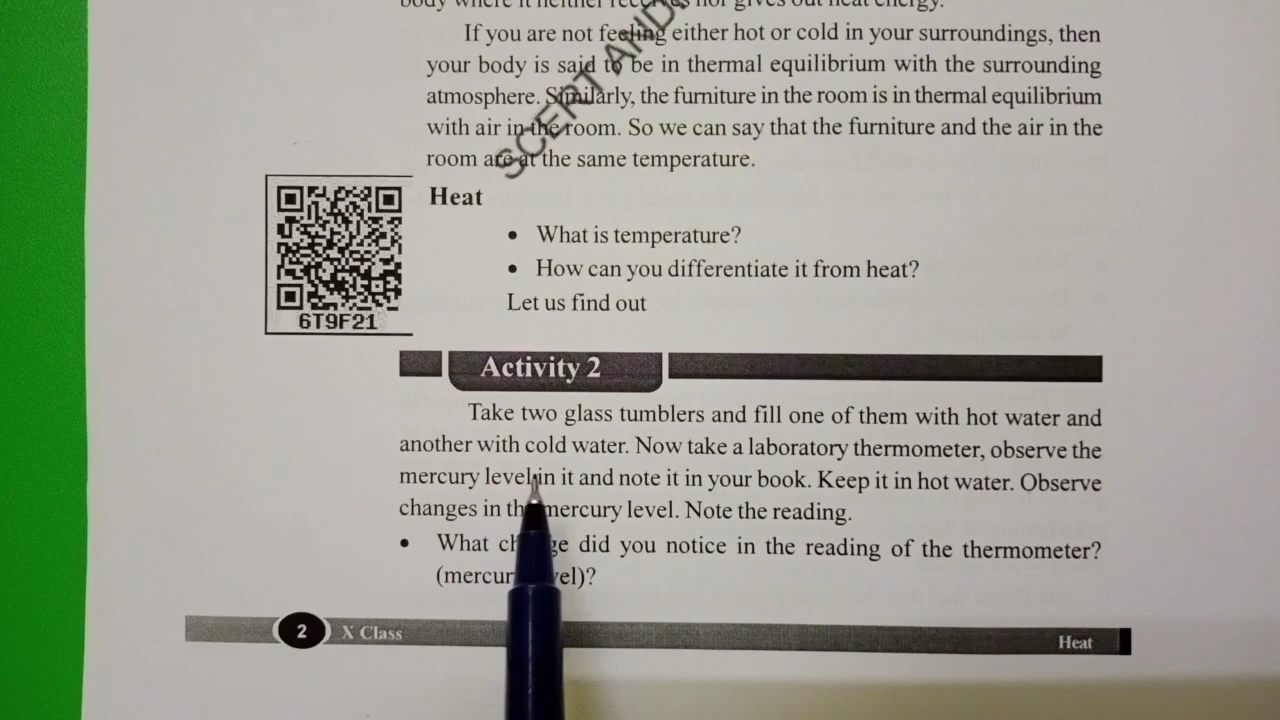 body where it neither receives nor gives out heat energy.
If you are not feeling either hot or cold in your surroundings, then
your body is said to be in thermal equilibrium with the surrounding
atmosphere. Similarly, the furniture in the room is in thermal equilibrium
with air in the room. So we can say that the furniture and the air in the
room are at the same temperature.
SCERT
Heat
• What is temperature?
• How can you differentiate it from heat?
Let us find out
6T9F21
Activity 2
Take two glass tumblers and fill one of them with hot water and
another with cold water. Now take a laboratory thermometer, observe the
mercury level in it and note it in your book. Keep it in hot water. Observe
changes in the mercury level. Note the reading.
• What change did you notice in the reading of the thermometer?
(mercury level)?
2 X Class
Heat